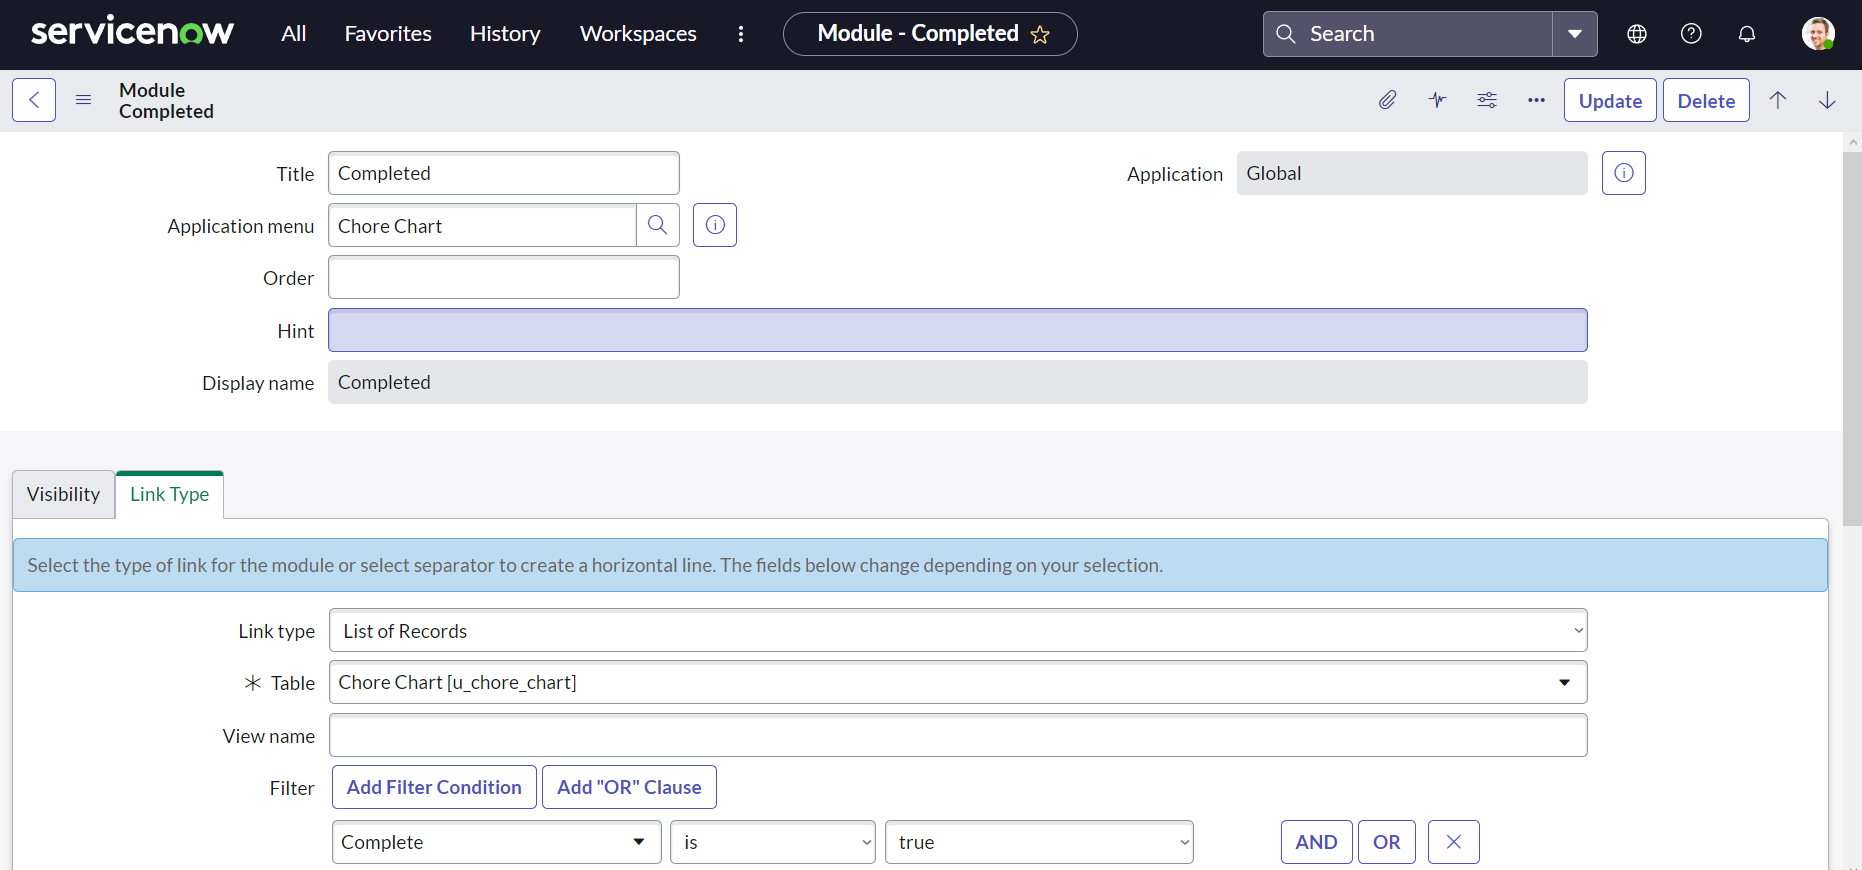 servicenow All Favorites History Workspaces Module - Completed Search
Module
Completed
Update Delete
Title Completed Application Global
Application menu Chore Chart
Order
Hint
Display name Completed
Visibility Link Type
Select the type of link for the module or select separator to create a horizontal line. The fields below change depending on your selection.
Link type List of Records
Table Chore Chart [u_chore_chart]
View name
Filter Add Filter Condition Add "OR" Clause
Complete is true AND OR